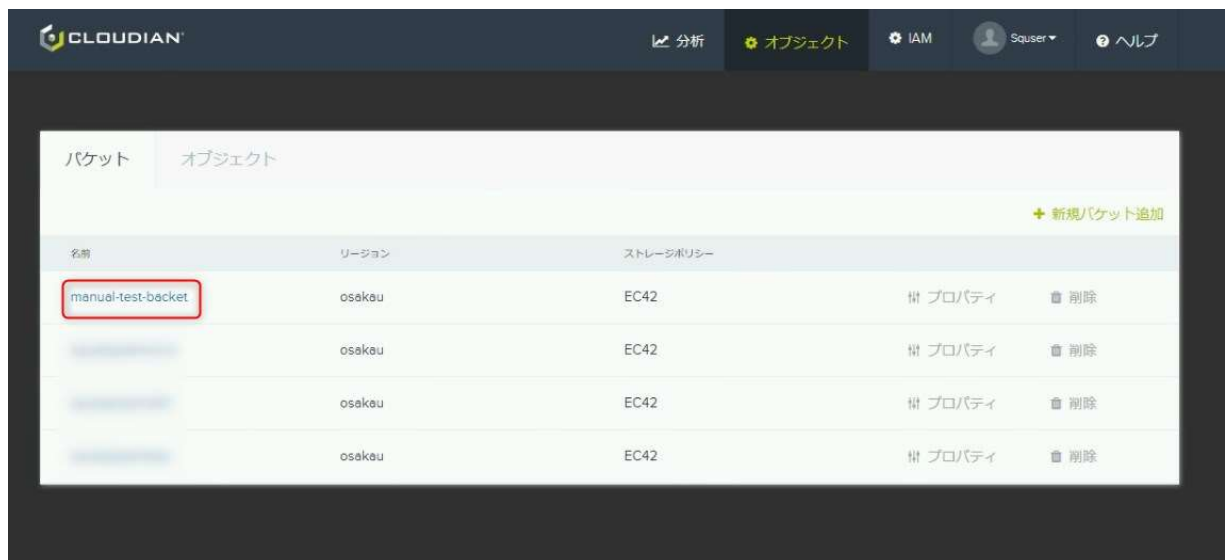 CLOUDIAN 分析 オブジェクト IAM Squser ヘルプ
バケット オブジェクト
+ 新規バケット追加
名前 リージョン ストレージポリシー
manual-test-backet osakau EC42 プロパティ 削除
osakau EC42 プロパティ 削除
osakau EC42 プロパティ 削除
osakau EC42 プロパティ 削除